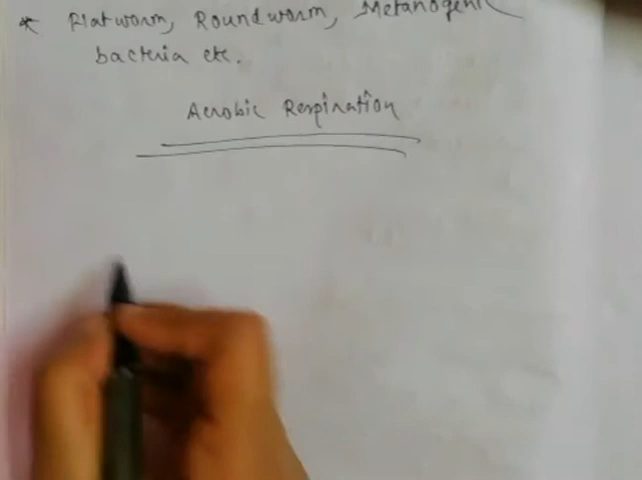 * Flatworm, Roundworm, Metanogenic
bacteria etc.
Aerobic Respiration